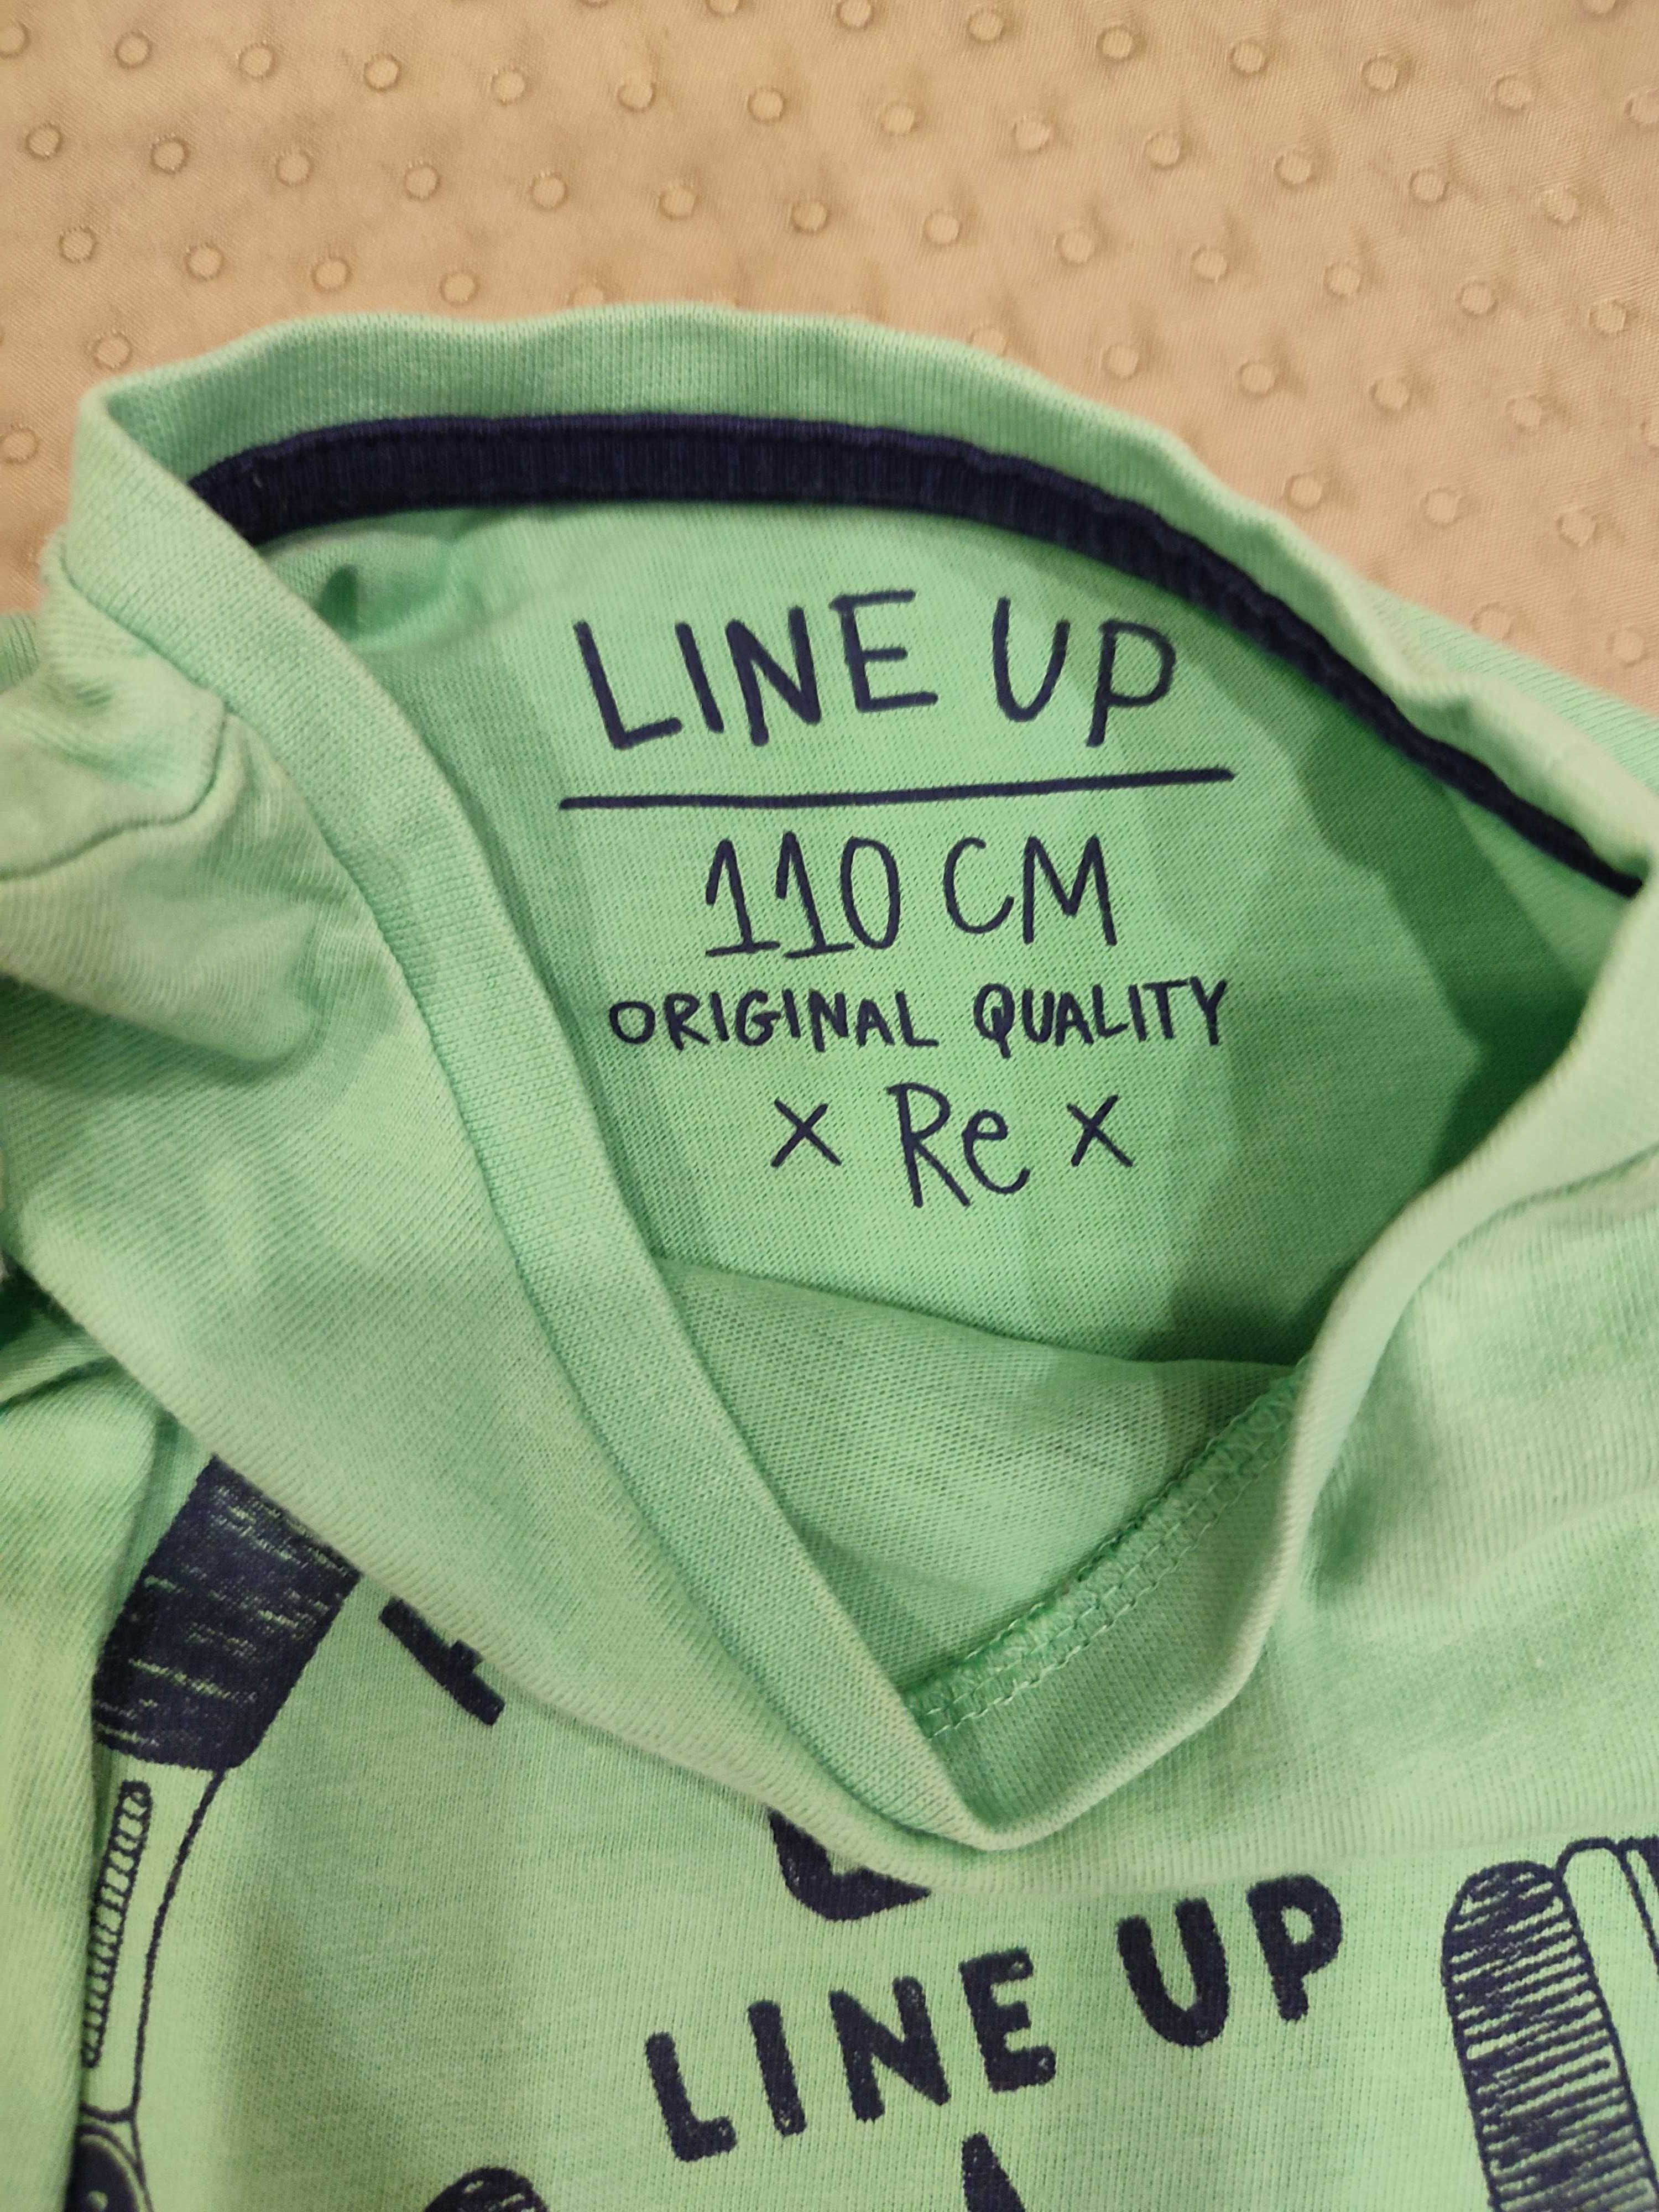 LINE UP
110 CM
ORIGINAL QUALITY
× Re ×
LINE UP